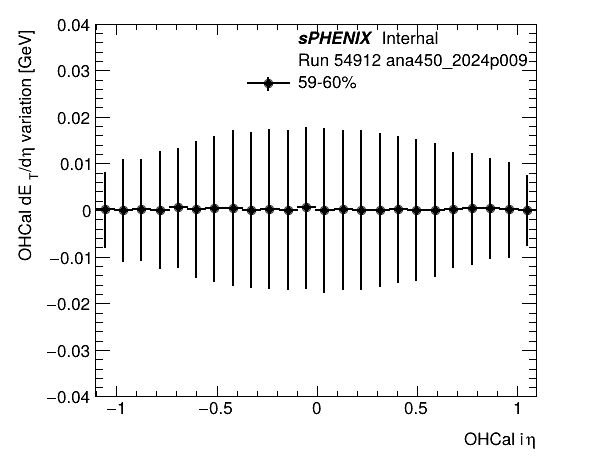 sPHENIX Internal
Run 54912 ana450_2024p009
59-60%
OHCal dE_T/dη variation [GeV]
0.04
0.03
0.02
0.01
0
−0.01
−0.02
−0.03
−0.04
−1 −0.5 0 0.5 1
OHCal iη